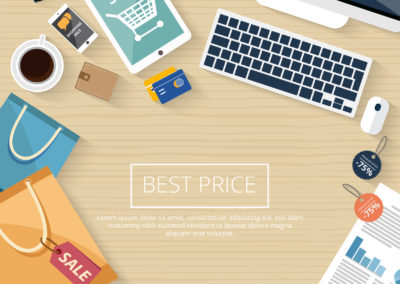 -75%
BEST PRICE
-75%
Lorem ipsum dolor sit amet, consectetuer adipiscing elit, sed diam
nonummy nibh euismod tincidunt ut laoreet dolore magna
aliquam erat volutpat.
SALE